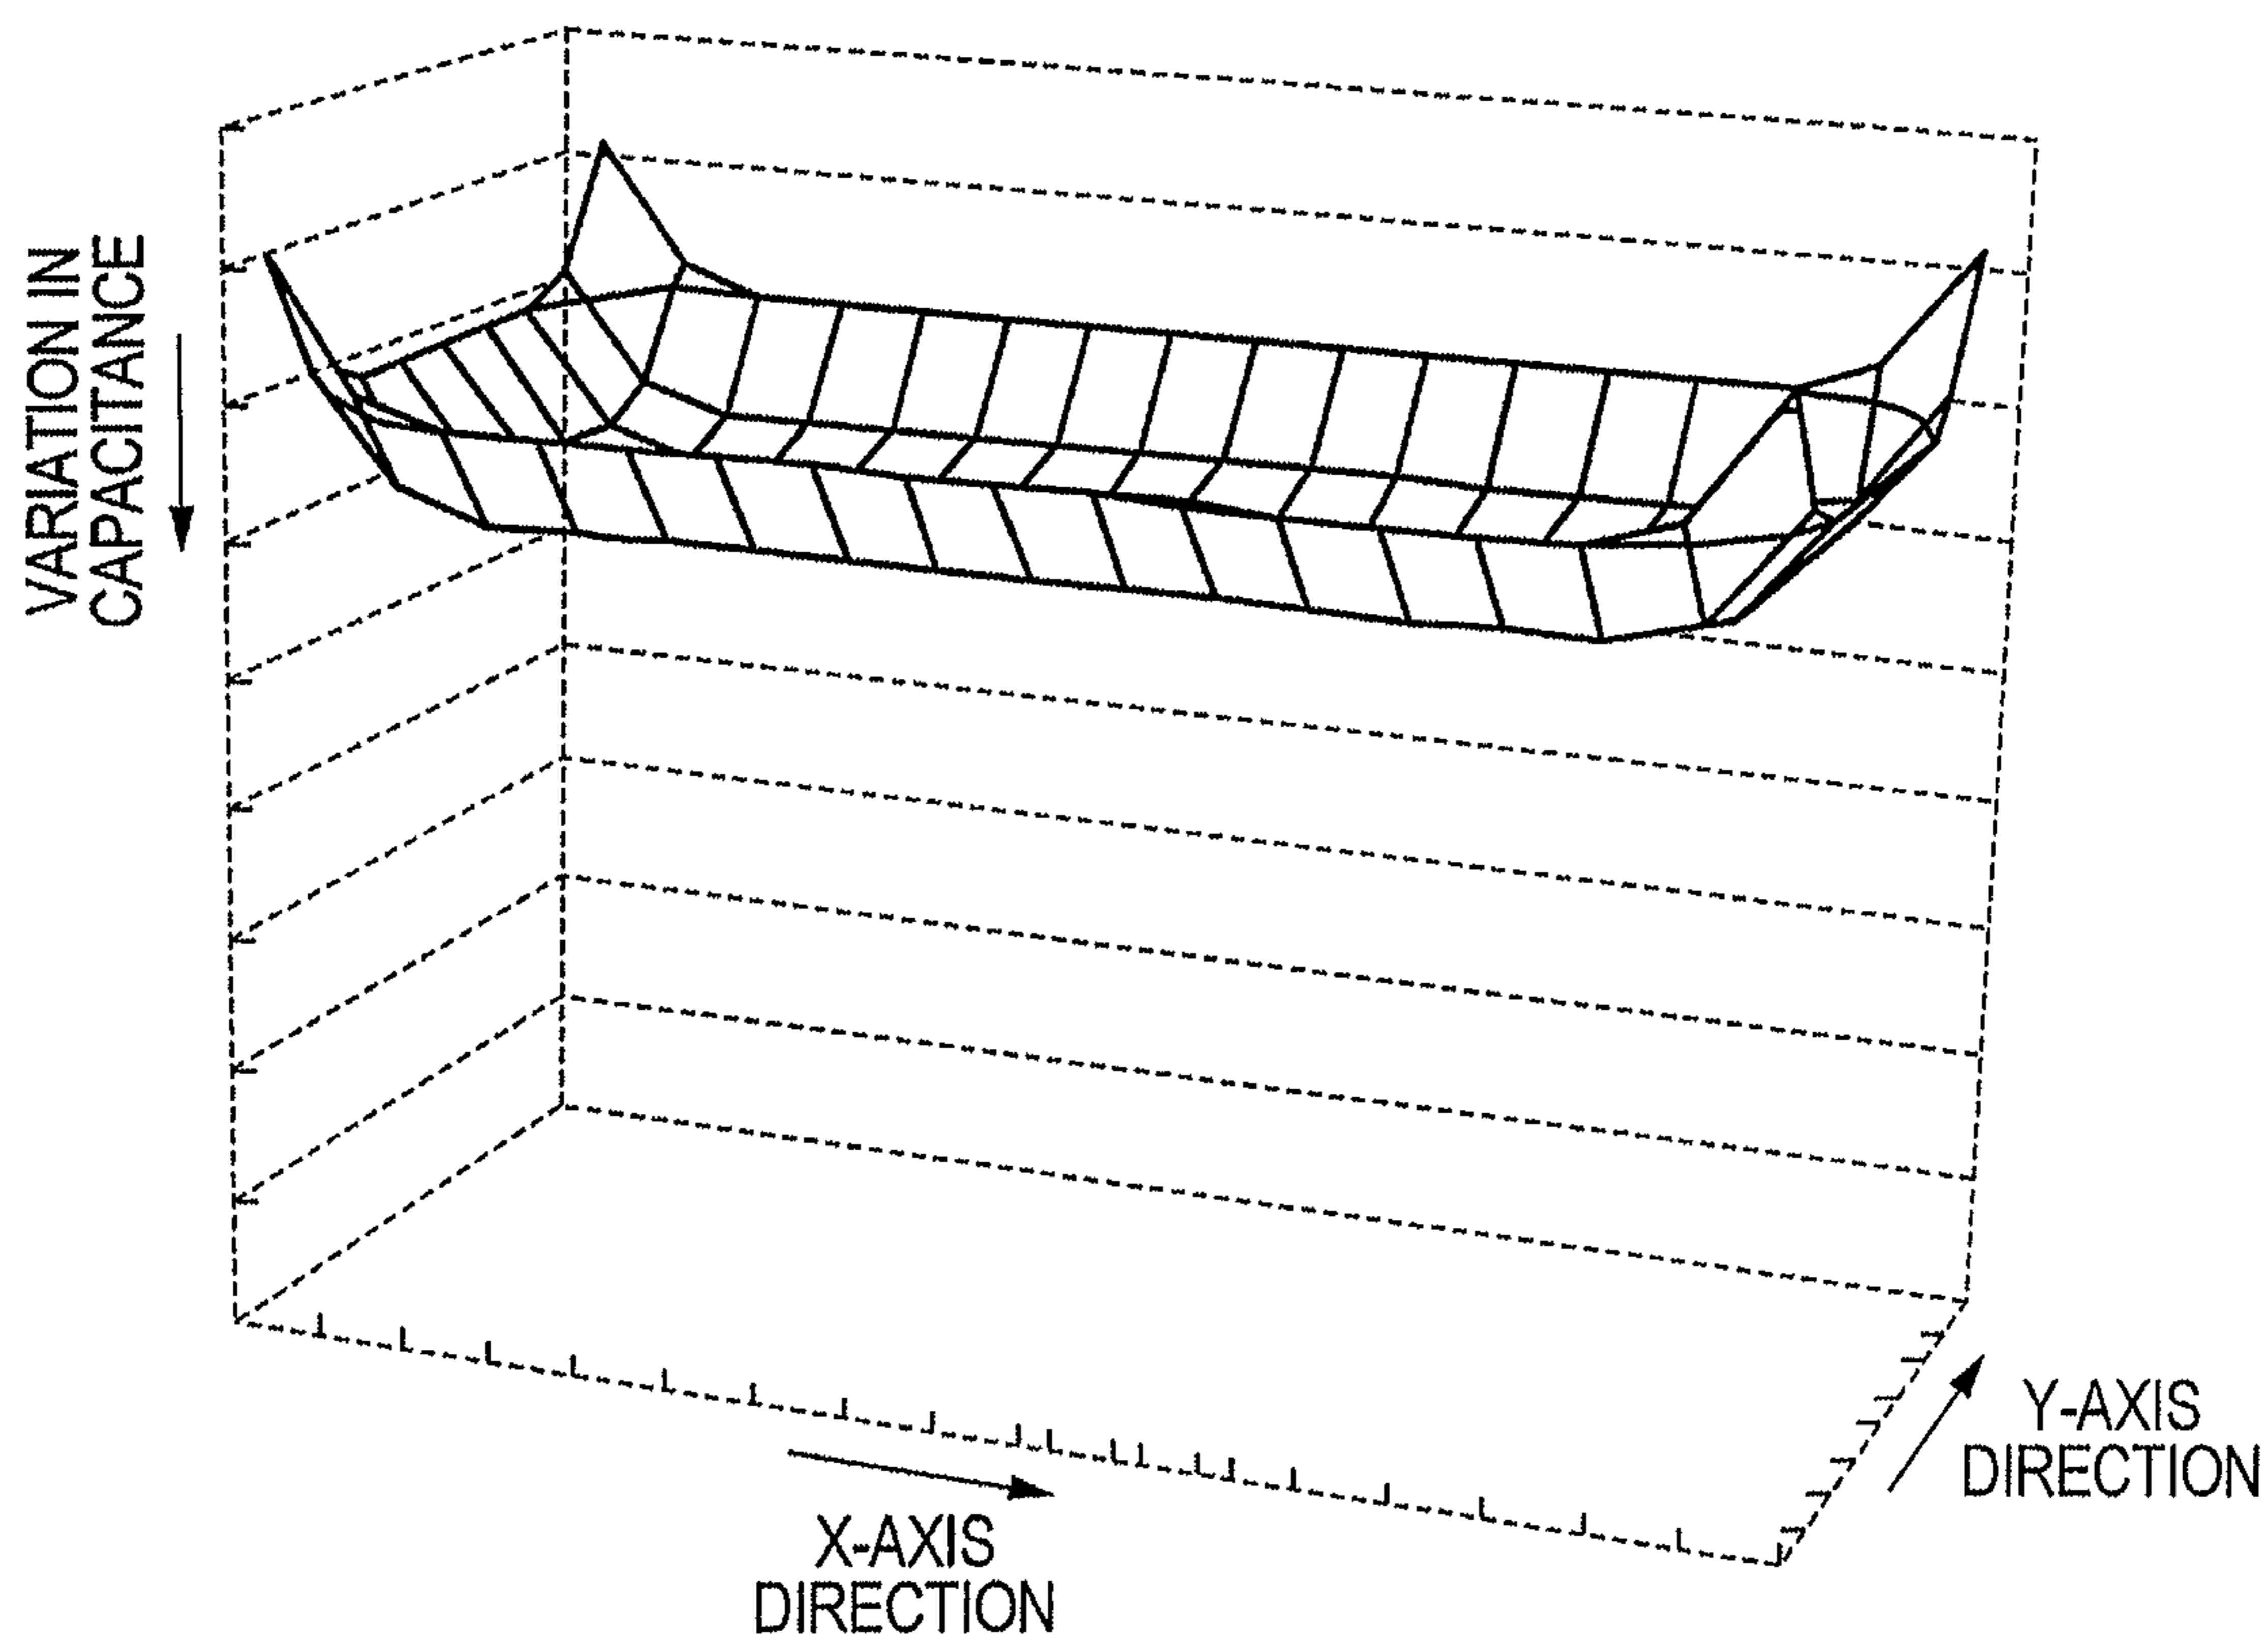 VARIATION IN
CAPACITANCE
X-AXIS
DIRECTION
Y-AXIS
DIRECTION